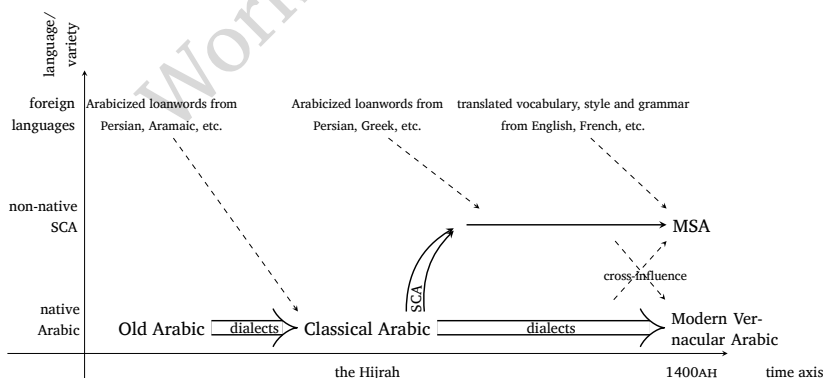 language/
variety
Worn
foreign
languages
Arabicized loanwords from
Persian, Aramaic, etc.
Arabicized loanwords from
Persian, Greek, etc.
translated vocabulary, style and grammar
from English, French, etc.
non-native
SCA
MSA
cross-influence
SCA
native
Arabic
Old Arabic
dialects
Classical Arabic
dialects
Modern Ver-
nacular Arabic
the Hijrah
1400AH
time axis